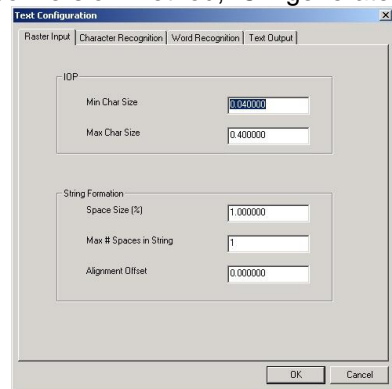 Text Configuration
Raster Input Character Recognition Word Recognition Text Output
IOP
Min Char Size 0.040000
Max Char Size 0.400000
String Formation
Space Size (%) 1.000000
Max # Spaces in String 1
Alignment Offset 0.000000
OK Cancel